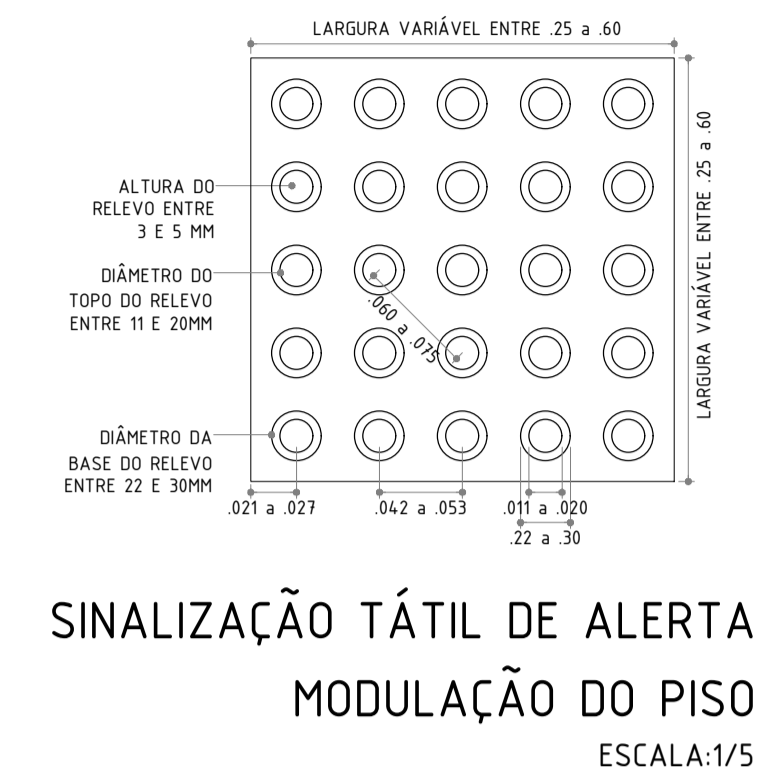 LARGURA VARIÁVEL ENTRE .25 a .60
LARGURA VARIÁVEL ENTRE .25 a .60
ALTURA DO
RELEVO ENTRE
3 E 5 MM
DIÂMETRO DO
TOPO DO RELEVO
ENTRE 11 E 20MM
.060 a .075
DIÂMETRO DA
BASE DO RELEVO
ENTRE 22 E 30MM
.021 a .027
.042 a .053
.011 a .020
.22 a .30
SINALIZAÇÃO TÁTIL DE ALERTA
MODULAÇÃO DO PISO
ESCALA:1/5